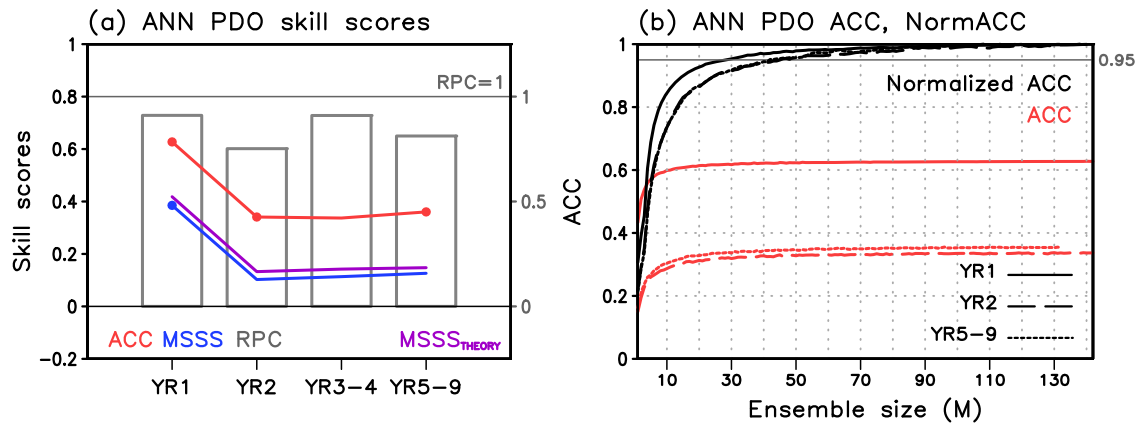 (a) ANN PDO skill scores
1
0.8
0.6
0.4
0.2
0
-0.2
Skill scores
RPC=1
1
0.5
0
ACC MSSS RPC
MSSS THEORY
YR1 YR2 YR3-4 YR5-9
(b) ANN PDO ACC, NormACC
1
0.8
0.6
0.4
0.2
0
ACC
0.95
Normalized ACC
ACC
YR1
YR2
YR5-9
10 30 50 70 90 110 130
Ensemble size (M)